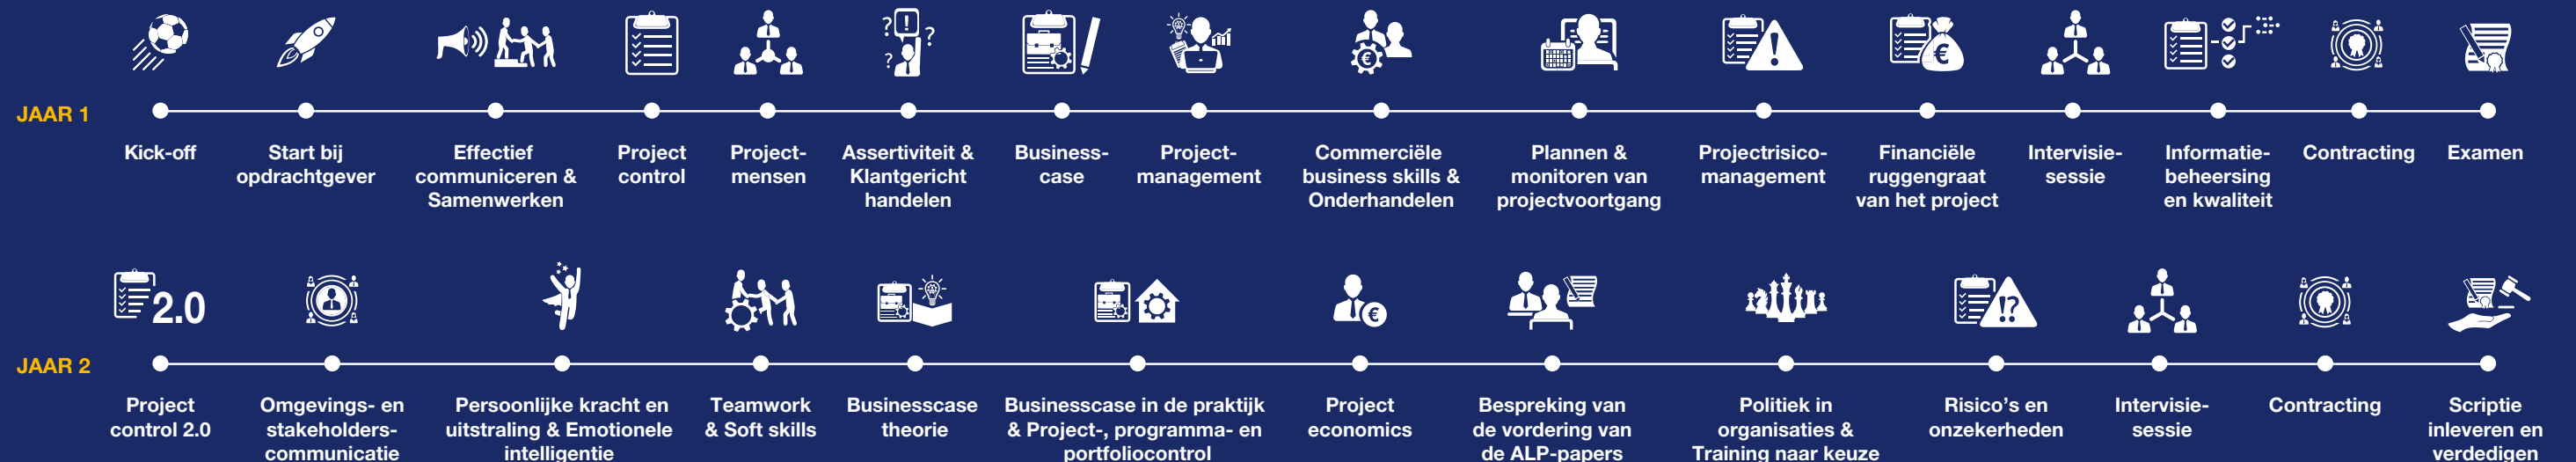 JAAR 1
Kick-off
Start bij
opdrachtgever
Effectief
communiceren &
Samenwerken
Project
control
Project-
mensen
Assertiviteit &
Klantgericht
handelen
Business-
case
Project-
management
Commerciële
business skills &
Onderhandelen
Plannen &
monitoren van
projectvoortgang
Projectrisico-
management
Financiële
ruggengraat
van het project
Intervisie-
sessie
Informatie-
beheersing
en kwaliteit
Contracting
Examen
2.0
JAAR 2
Project
control 2.0
Omgevings- en
stakeholders-
communicatie
Persoonlijke kracht en
uitstraling & Emotionele
intelligentie
Teamwork
& Soft skills
Businesscase
theorie
Businesscase in de praktijk
& Project-, programma- en
portfoliocontrol
Project
economics
Bespreking van
de vordering van
de ALP-papers
Politiek in
organisaties &
Training naar keuze
Risico's en
onzekerheden
Intervisie-
sessie
Contracting
Scriptie
inleveren en
verdedigen